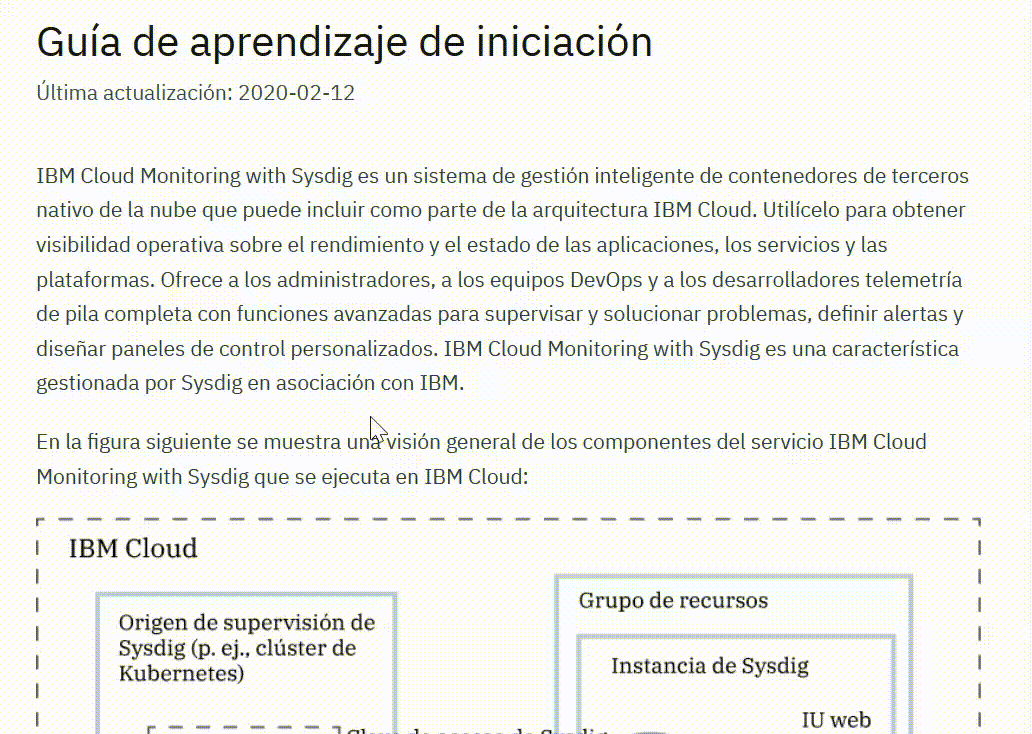 Guía de aprendizaje de iniciación
Última actualización: 2020-02-12
IBM Cloud Monitoring with Sysdig es un sistema de gestión inteligente de contenedores de terceros
nativo de la nube que puede incluir como parte de la arquitectura IBM Cloud. Utilícelo para obtener
visibilidad operativa sobre el rendimiento y el estado de las aplicaciones, los servicios y las
plataformas. Ofrece a los administradores, a los equipos DevOps y a los desarrolladores telemetría
de pila completa con funciones avanzadas para supervisar y solucionar problemas, definir alertas y
diseñar paneles de control personalizados. IBM Cloud Monitoring with Sysdig es una característica
gestionada por Sysdig en asociación con IBM.
En la figura siguiente se muestra una visión general de los componentes del servicio IBM Cloud
Monitoring with Sysdig que se ejecuta en IBM Cloud:
IBM Cloud
Origen de supervisión de
Sysdig (p. ej., clúster de
Kubernetes)
Grupo de recursos
Instancia de Sysdig
IU web